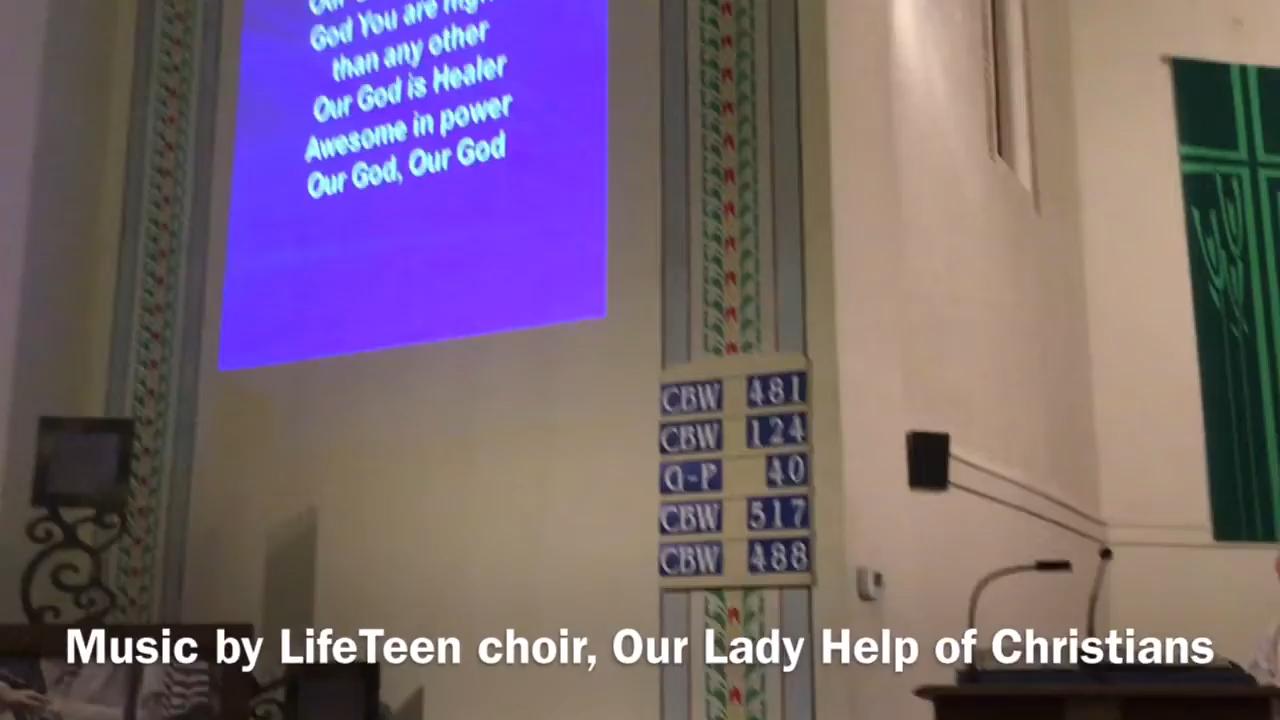 God You are
than any other
Our God is Healer
Awesome in power
Our God, Our God
CBW 481
CBW 124
G-P 40
CBW 517
CBW 488
Music by LifeTeen choir, Our Lady Help of Christians